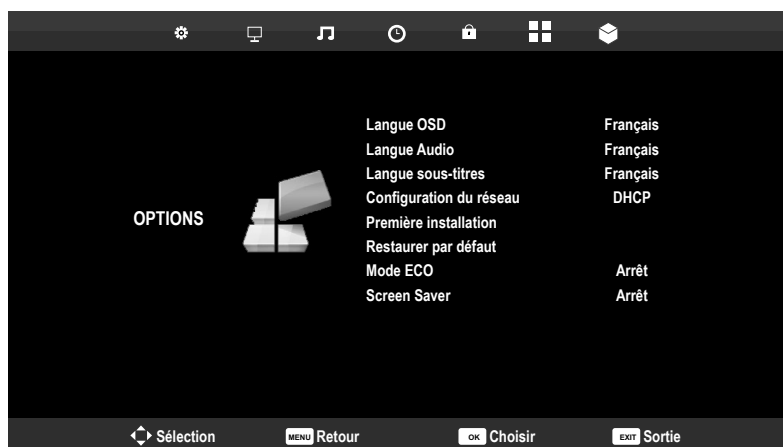 Langue OSD Français
Langue Audio Français
Langue sous-titres Français
Configuration du réseau DHCP
OPTIONS
Première installation
Restaurer par défaut
Mode ECO Arrêt
Screen Saver Arrêt
Sélection MENU Retour OK Choisir EXIT Sortie